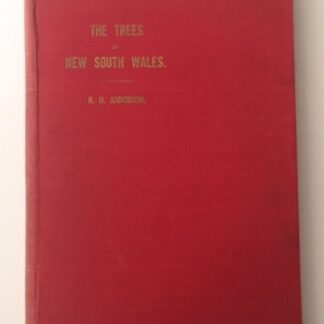 THE TREES
OF
NEW SOUTH WALES.
R. H. ANDERSON.